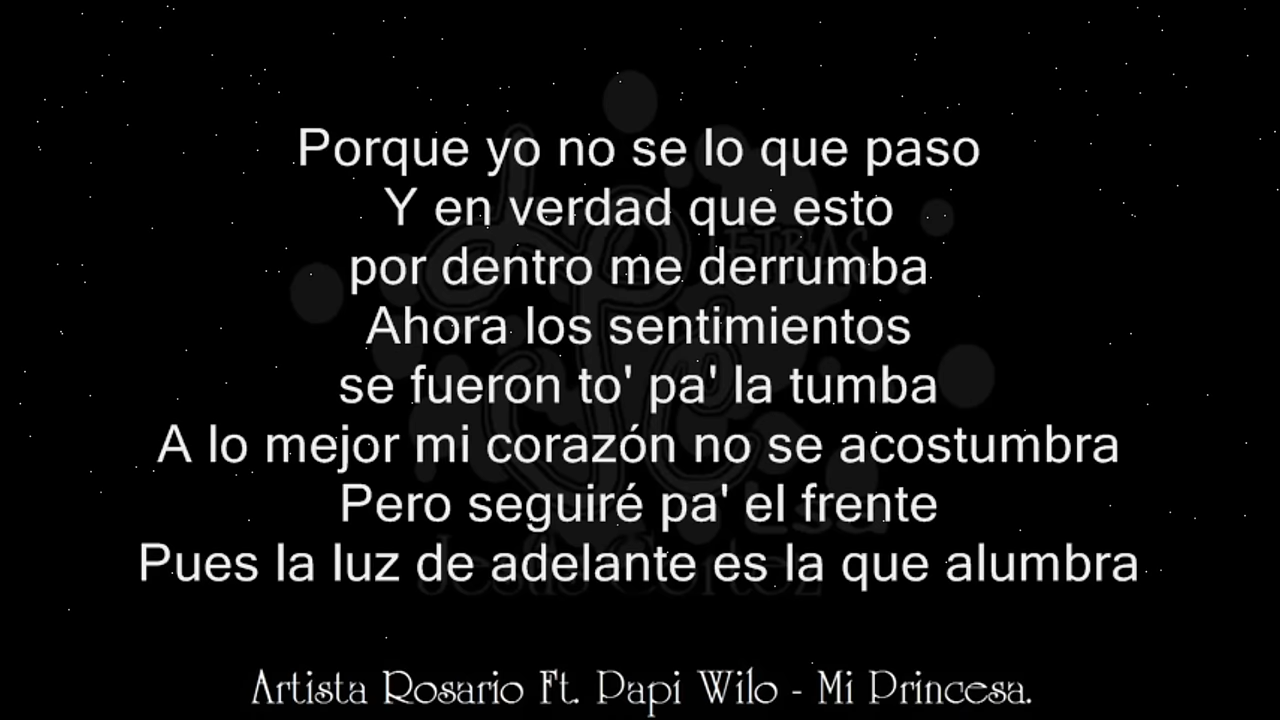 Porque yo no se lo que paso
Y en verdad que esto
por dentro me derrumba
Ahora los sentimientos
se fueron to' pa' la tumba
A lo mejor mi corazón no se acostumbra
Pero seguiré pa' el frente
Pues la luz de adelante es la que alumbra
Artista Rosario Ft. Papi Wilo - Mi Princesa.